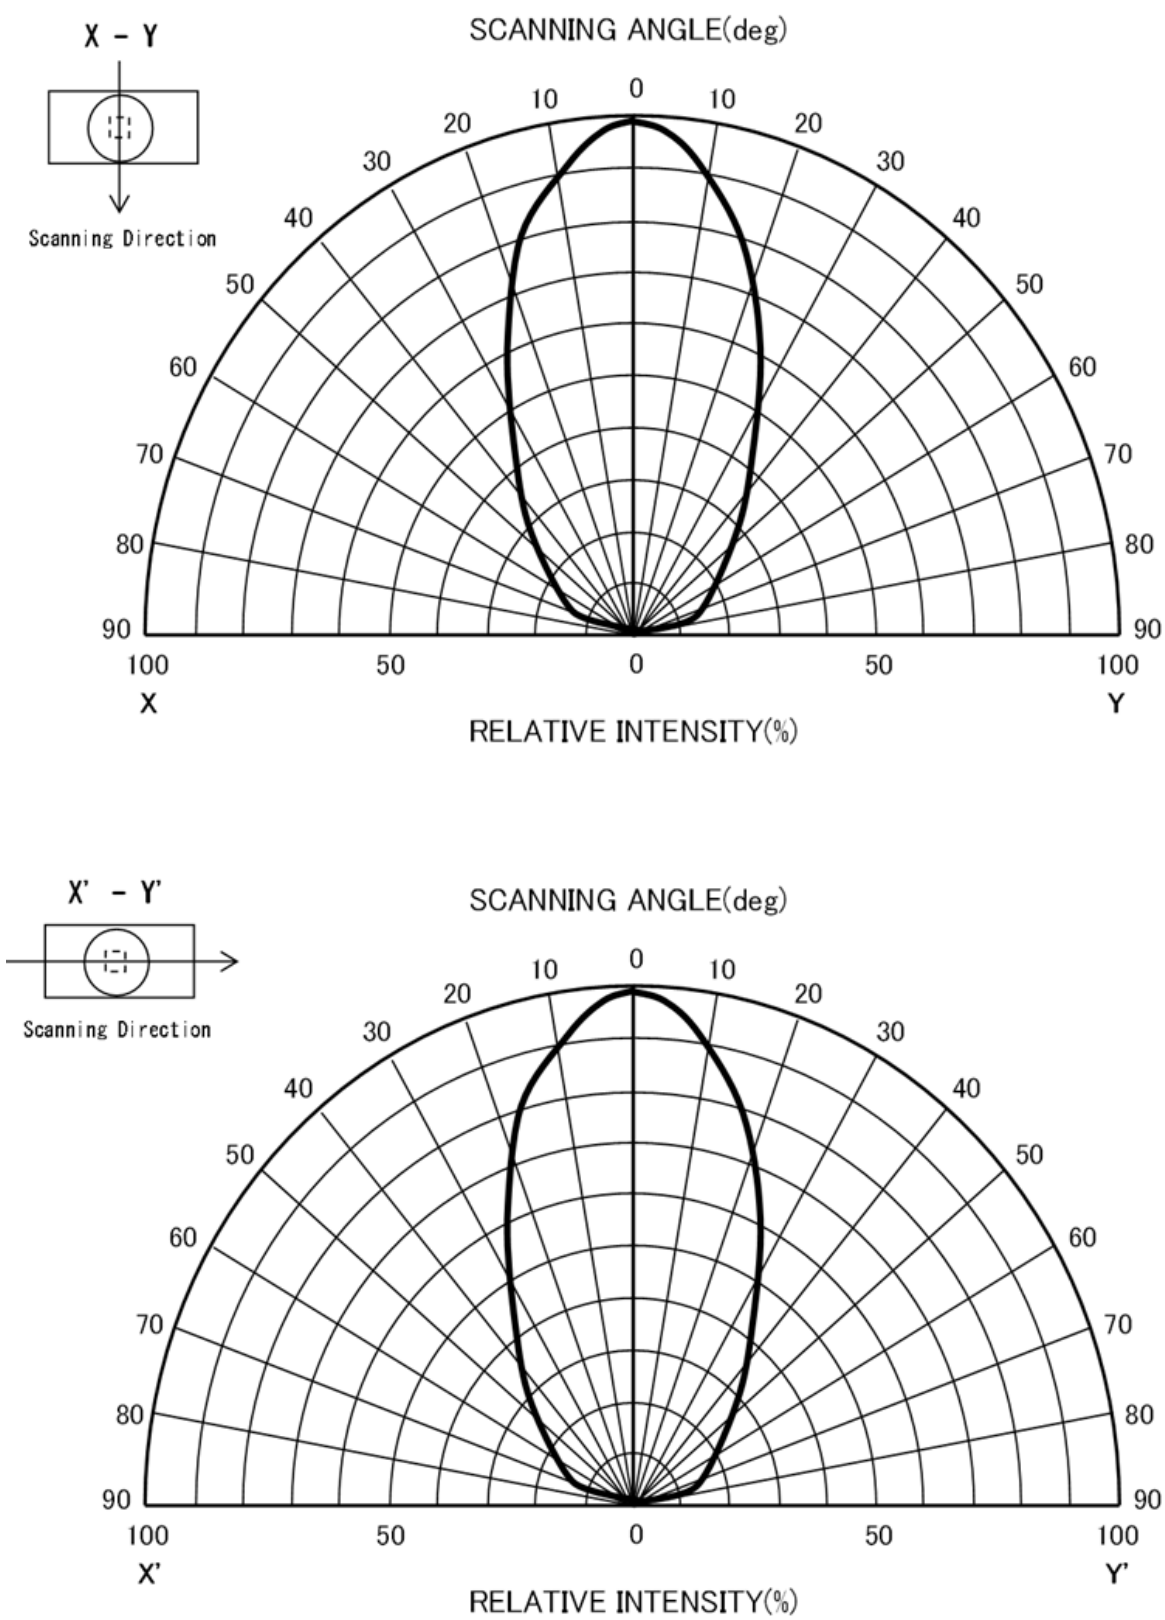 SCANNING ANGLE(deg)
X - Y
0
10 10
20 20
30 30
40 40
Scanning Direction
50 50
60 60
70 70
80 80
90 90
100 50 0 50 100
X Y
RELATIVE INTENSITY(%)
X' - Y'
SCANNING ANGLE(deg)
0
10 10
20 20
Scanning Direction
30 30
40 40
50 50
60 60
70 70
80 80
90 90
100 50 0 50 100
X' Y'
RELATIVE INTENSITY(%)